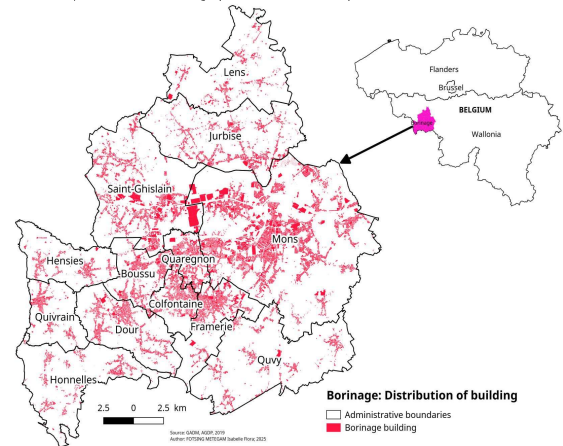 Lens
Flanders
Brussel
BELGIUM
Borinage
Wallonia
Jurbise
Saint-Ghislain
Mons
Quaregnon
Hensies
Boussu
Colfontaine
Quivrain
Dour
Framerie
Quvy
Honnelles
Borinage: Distribution of building
Administrative boundaries
Borinage building
2.5 0 2.5 km
Source: GADM, AGDP, 2019
Author: FOTSING METEGAM Isabelle Flora; 2025